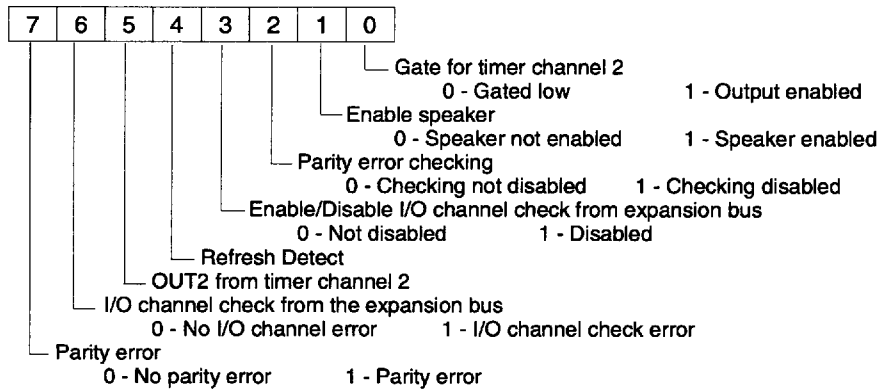 7 6 5 4 3 2 1 0
Gate for timer channel 2
0 - Gated low 1 - Output enabled
Enable speaker
0 - Speaker not enabled 1 - Speaker enabled
Parity error checking
0 - Checking not disabled 1 - Checking disabled
Enable/Disable I/O channel check from expansion bus
0 - Not disabled 1 - Disabled
Refresh Detect
OUT2 from timer channel 2
I/O channel check from the expansion bus
0 - No I/O channel error 1 - I/O channel check error
Parity error
0 - No parity error 1 - Parity error